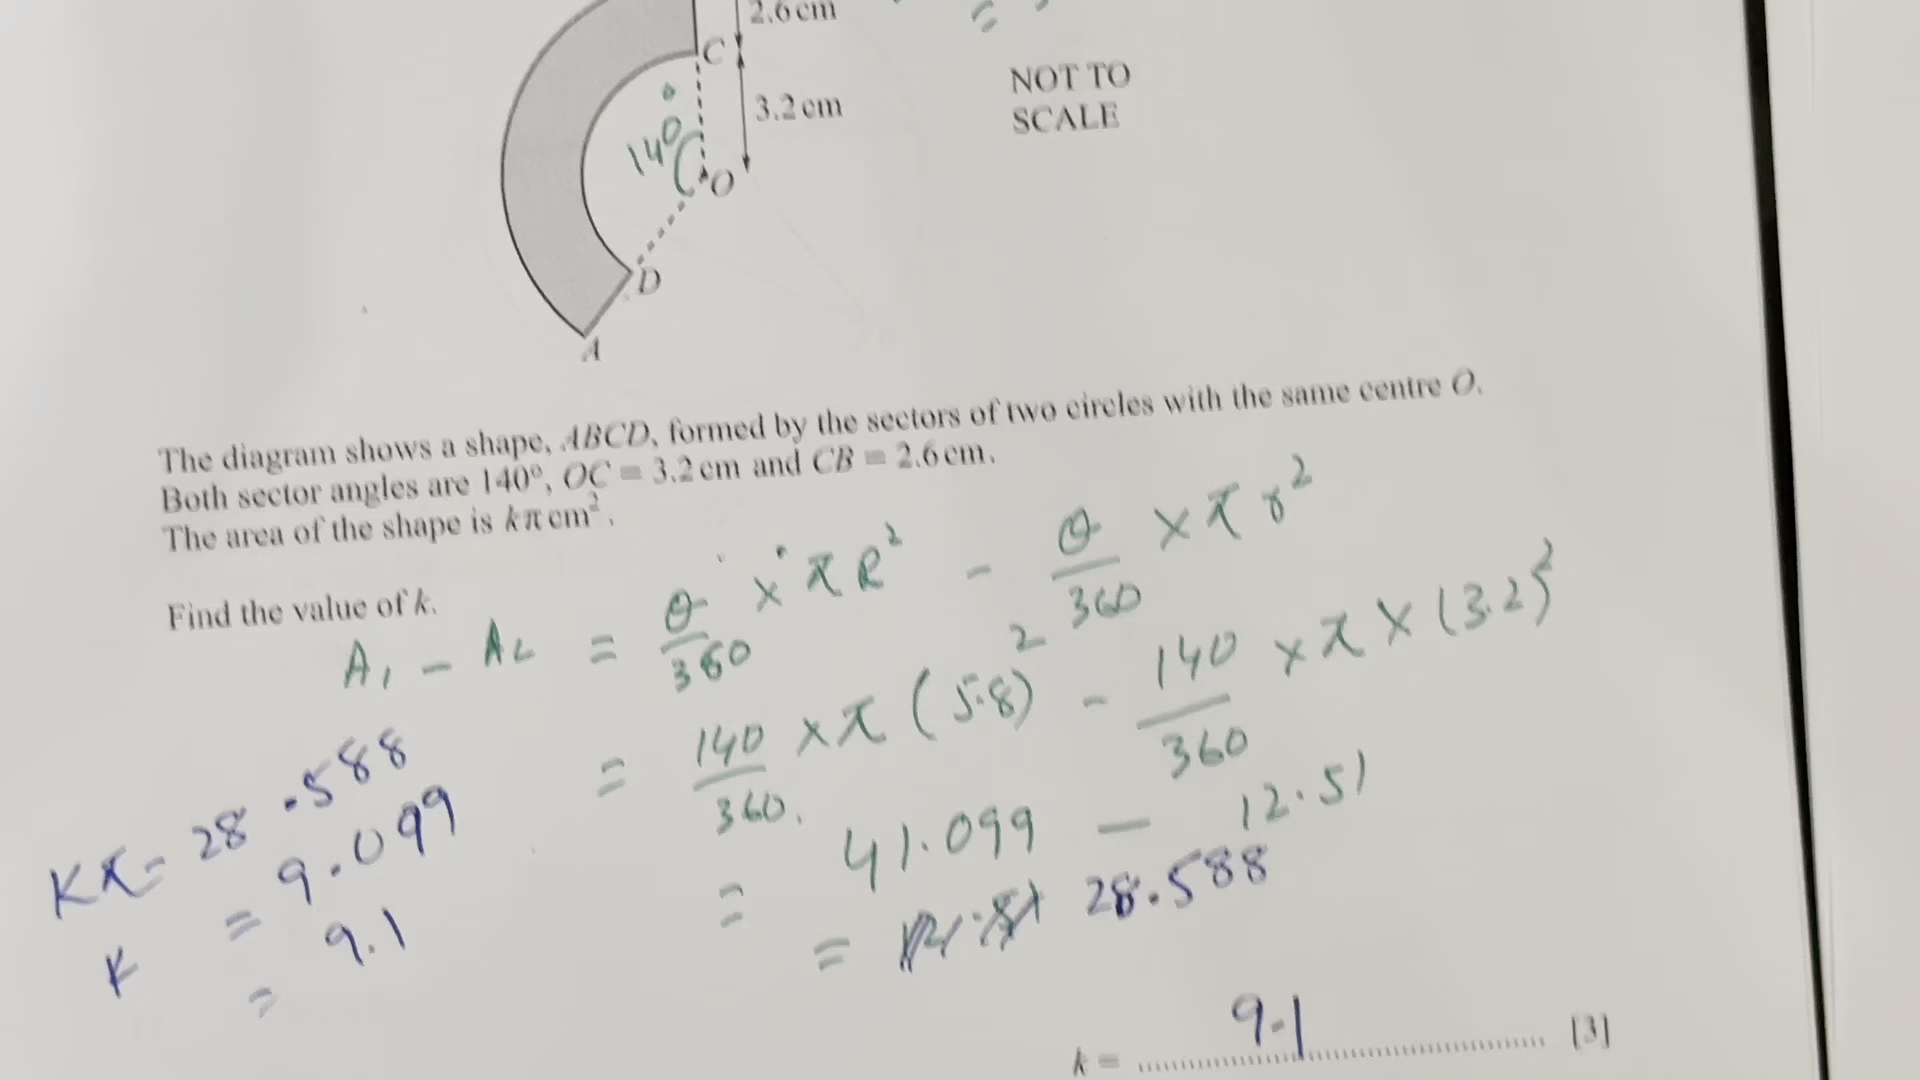 2.6 cm
C
3.2 cm
NOT TO
SCALE
140°
O
D
A
The diagram shows a shape, ABCD, formed by the sectors of two circles with the same centre O.
Both sector angles are 140°, OC = 3.2 cm and CB = 2.6 cm.
The area of the shape is kπ cm².
Find the value of k.
A₁ - A₂ = θ/360 × πR² - θ/360 × πr²
= 140/360 × π (5.8)² - 140/360 × π × (3.2)²
= 41.099 - 12.51
= 28.588
Kπ = 28.588
K = 9.099
= 9.1
k = 9.1 [3]